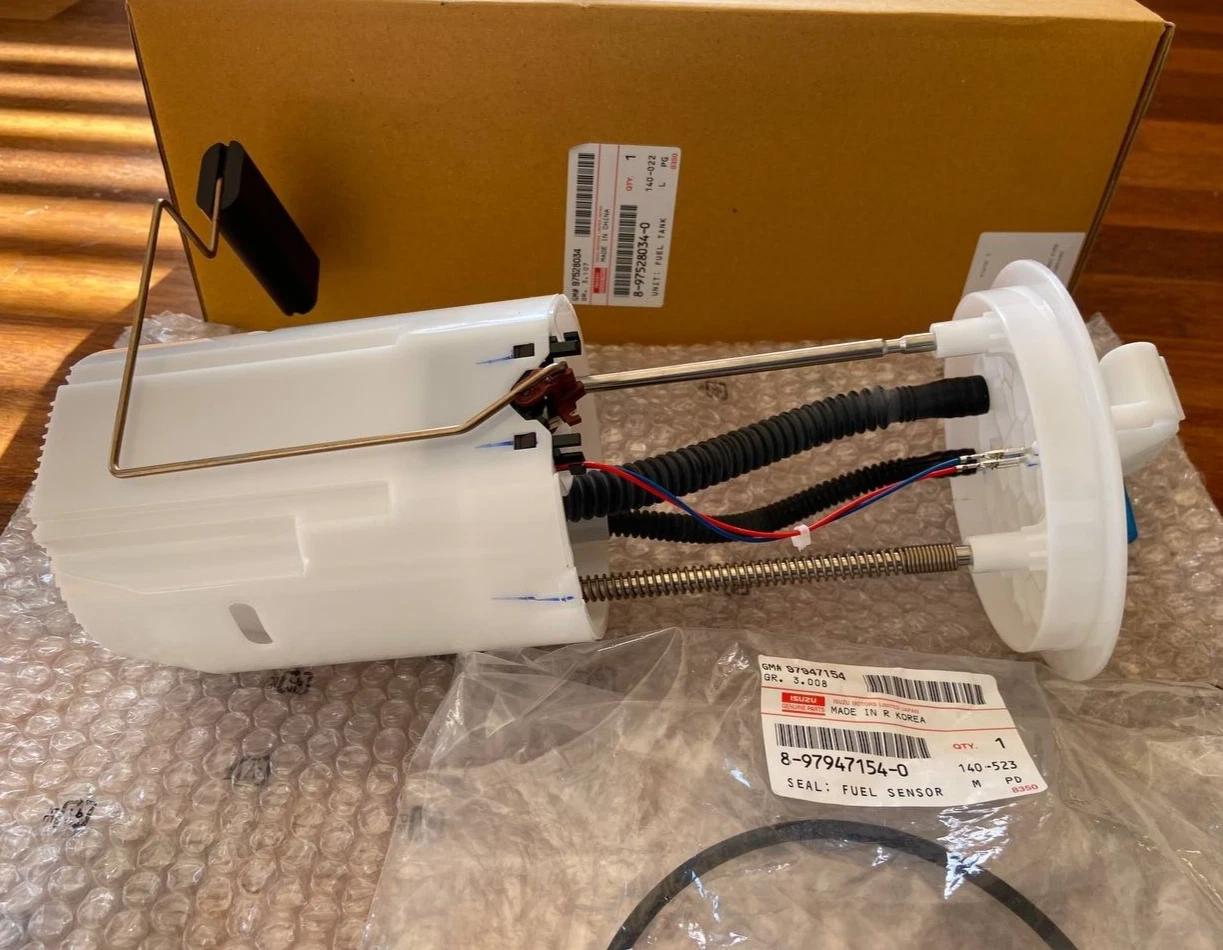 GM# 97528034
GR. 3.107
MADE IN CHINA
QTY. 1
8-97528034-0
140-022
UNIT: FUEL TANK
L PG
8350
GM# 97947154
GR. 3.008
ISUZU
GENUINE PARTS
ISUZU MOTORS LIMITED JAPAN
MADE IN R KOREA
QTY. 1
8-97947154-0
140-523
SEAL: FUEL SENSOR
M PD
8350